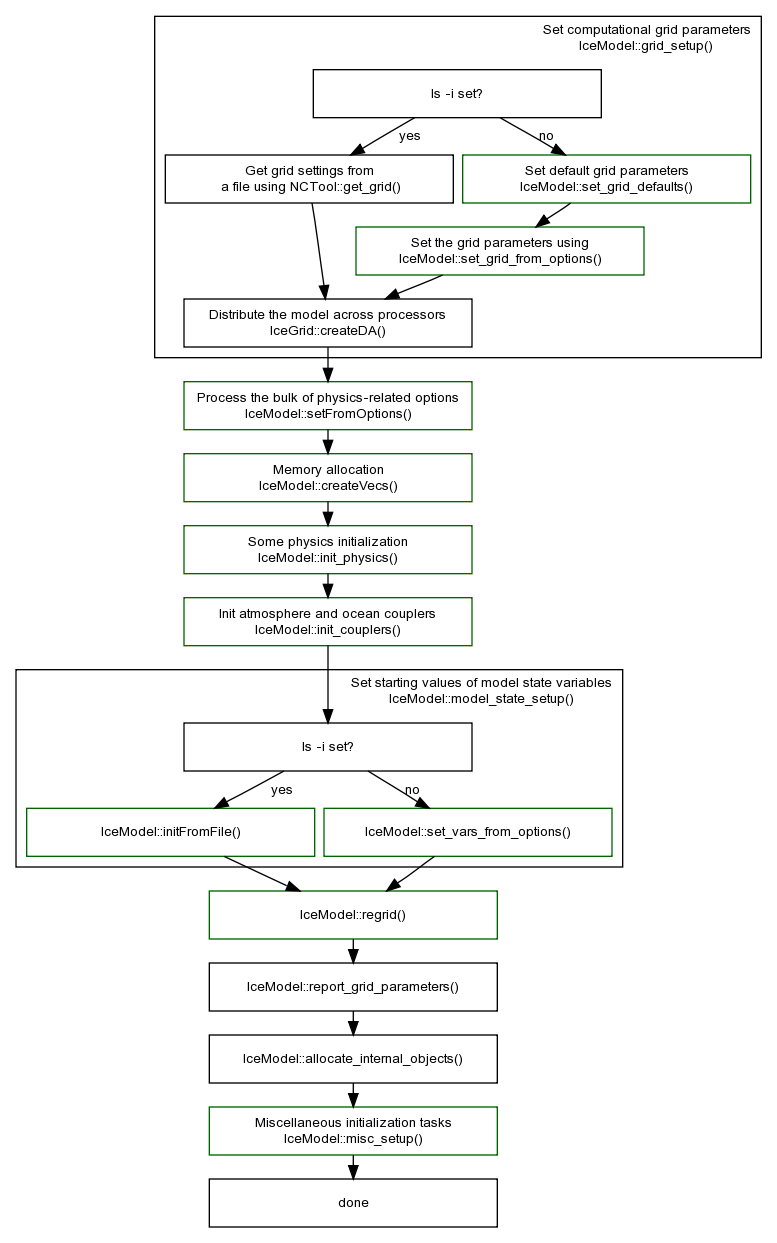 Set computational grid parameters
IceModel::grid_setup()
Is -i set?
yes
no
Get grid settings from
a file using NCTool::get_grid()
Set default grid parameters
IceModel::set_grid_defaults()
Set the grid parameters using
IceModel::set_grid_from_options()
Distribute the model across processors
IceGrid::createDA()
Process the bulk of physics-related options
IceModel::setFromOptions()
Memory allocation
IceModel::createVecs()
Some physics initialization
IceModel::init_physics()
Init atmosphere and ocean couplers
IceModel::init_couplers()
Set starting values of model state variables
IceModel::model_state_setup()
Is -i set?
yes
no
IceModel::initFromFile()
IceModel::set_vars_from_options()
IceModel::regrid()
IceModel::report_grid_parameters()
IceModel::allocate_internal_objects()
Miscellaneous initialization tasks
IceModel::misc_setup()
done